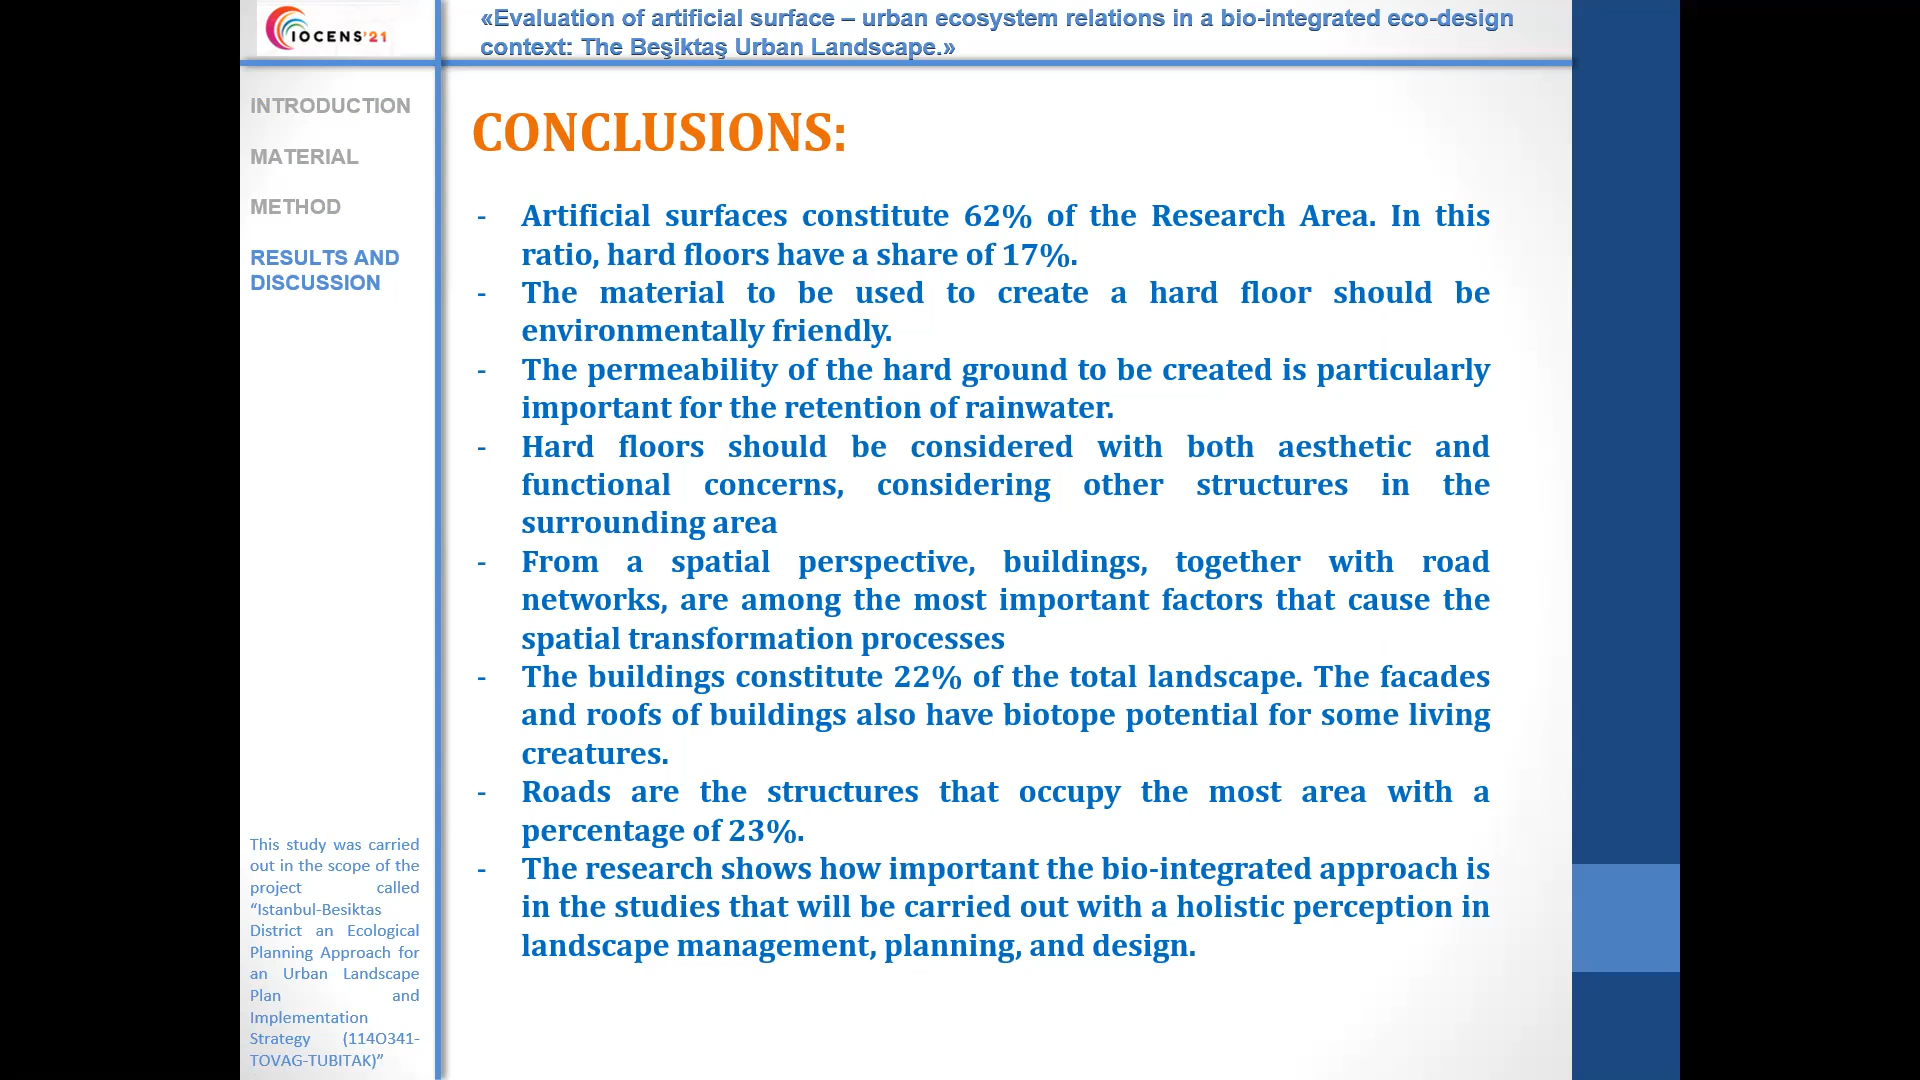 IOCENS'21
«Evaluation of artificial surface – urban ecosystem relations in a bio-integrated eco-design
context: The Beşiktaş Urban Landscape.»
INTRODUCTION
MATERIAL
METHOD
RESULTS AND
DISCUSSION
This study was carried
out in the scope of the
project called
“Istanbul-Besiktas
District an Ecological
Planning Approach for
an Urban Landscape
Plan and
Implementation
Strategy (114O341-
TOVAG-TUBITAK)”
CONCLUSIONS:
- Artificial surfaces constitute 62% of the Research Area. In this
ratio, hard floors have a share of 17%.
- The material to be used to create a hard floor should be
environmentally friendly.
- The permeability of the hard ground to be created is particularly
important for the retention of rainwater.
- Hard floors should be considered with both aesthetic and
functional concerns, considering other structures in the
surrounding area
- From a spatial perspective, buildings, together with road
networks, are among the most important factors that cause the
spatial transformation processes
- The buildings constitute 22% of the total landscape. The facades
and roofs of buildings also have biotope potential for some living
creatures.
- Roads are the structures that occupy the most area with a
percentage of 23%.
- The research shows how important the bio-integrated approach is
in the studies that will be carried out with a holistic perception in
landscape management, planning, and design.